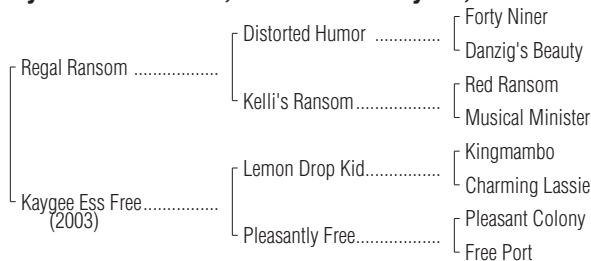 Forty Niner
Distorted Humor ..............
Danzig's Beauty
Regal Ransom ..................
Red Ransom
Kelli's Ransom..................
Musical Minister
Kingmambo
Lemon Drop Kid................
Charming Lassie
Kaygee Ess Free................
(2003)
Pleasant Colony
Pleasantly Free..................
Free Port